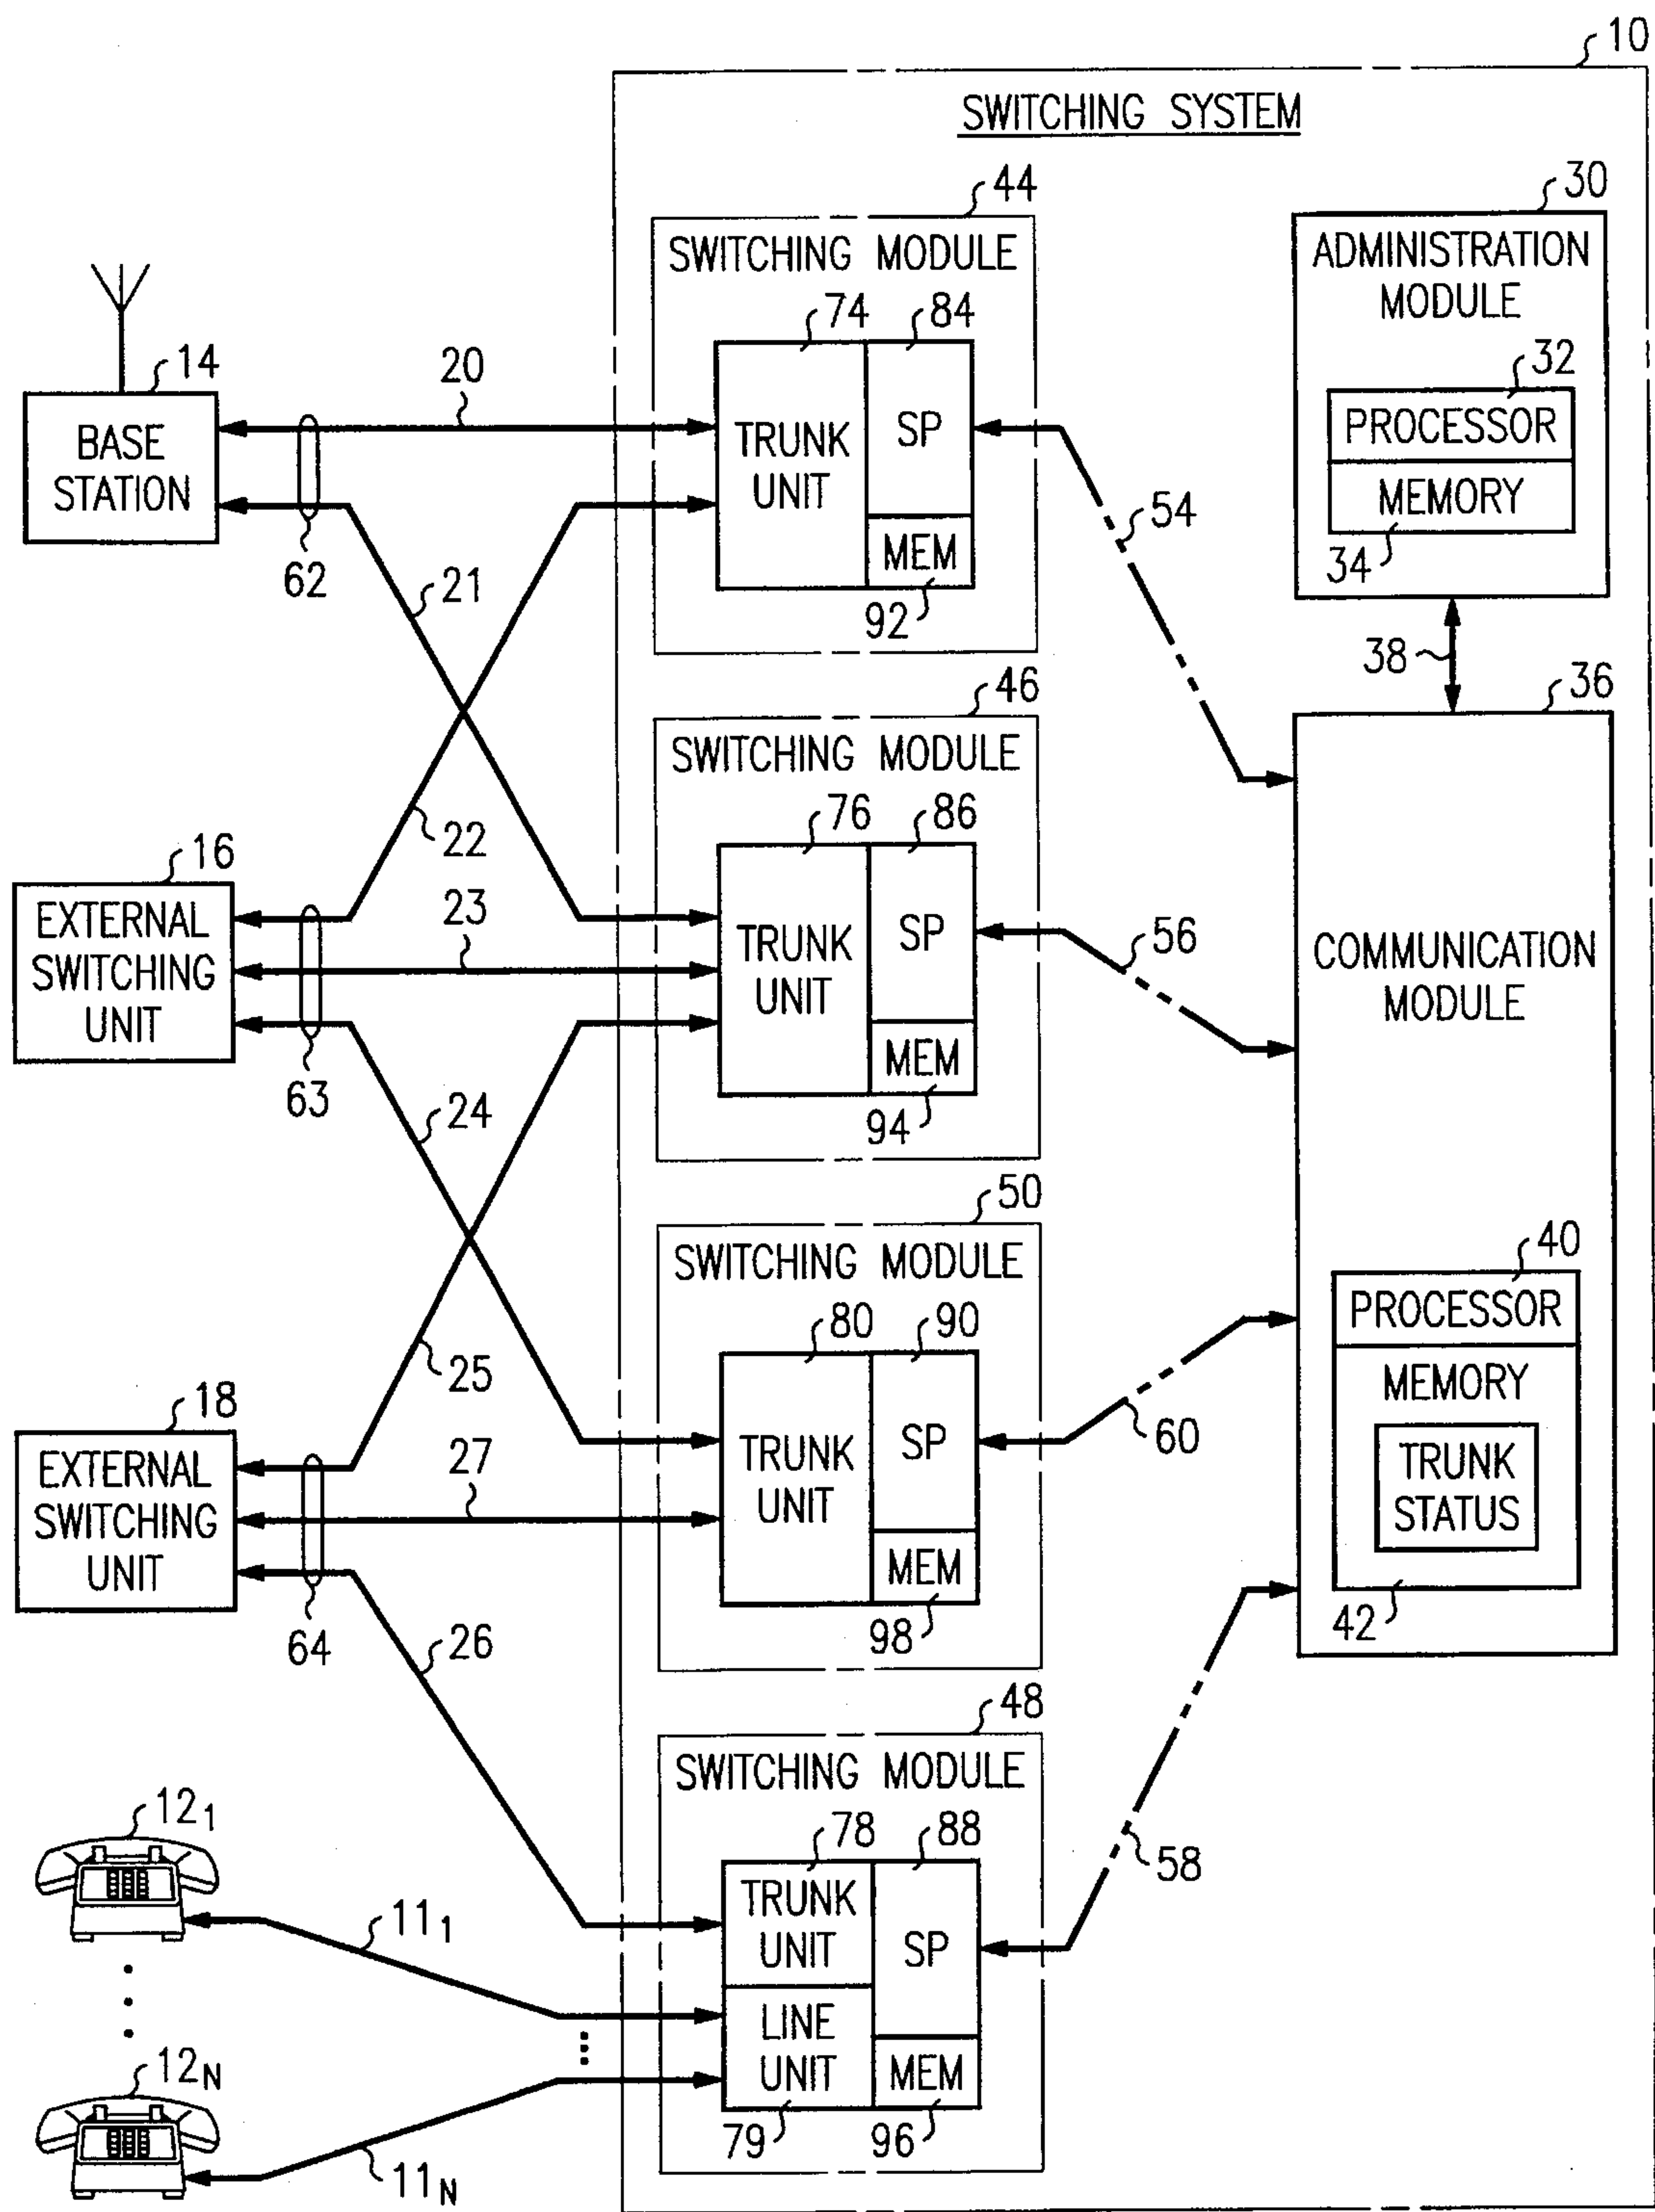 10
SWITCHING SYSTEM
44
SWITCHING MODULE
74
84
TRUNK
UNIT
SP
MEM
92
30
ADMINISTRATION
MODULE
32
PROCESSOR
MEMORY
34
38
14
BASE
STATION
62
20
21
22
54
46
SWITCHING MODULE
76
86
TRUNK
UNIT
SP
MEM
94
36
COMMUNICATION
MODULE
40
PROCESSOR
MEMORY
TRUNK
STATUS
42
16
EXTERNAL
SWITCHING
UNIT
63
23
24
25
56
50
SWITCHING MODULE
80
90
TRUNK
UNIT
SP
MEM
98
60
18
EXTERNAL
SWITCHING
UNIT
64
27
26
48
SWITCHING MODULE
78
88
TRUNK
UNIT
SP
LINE
UNIT
MEM
79
96
58
12₁
11₁
12N
11N